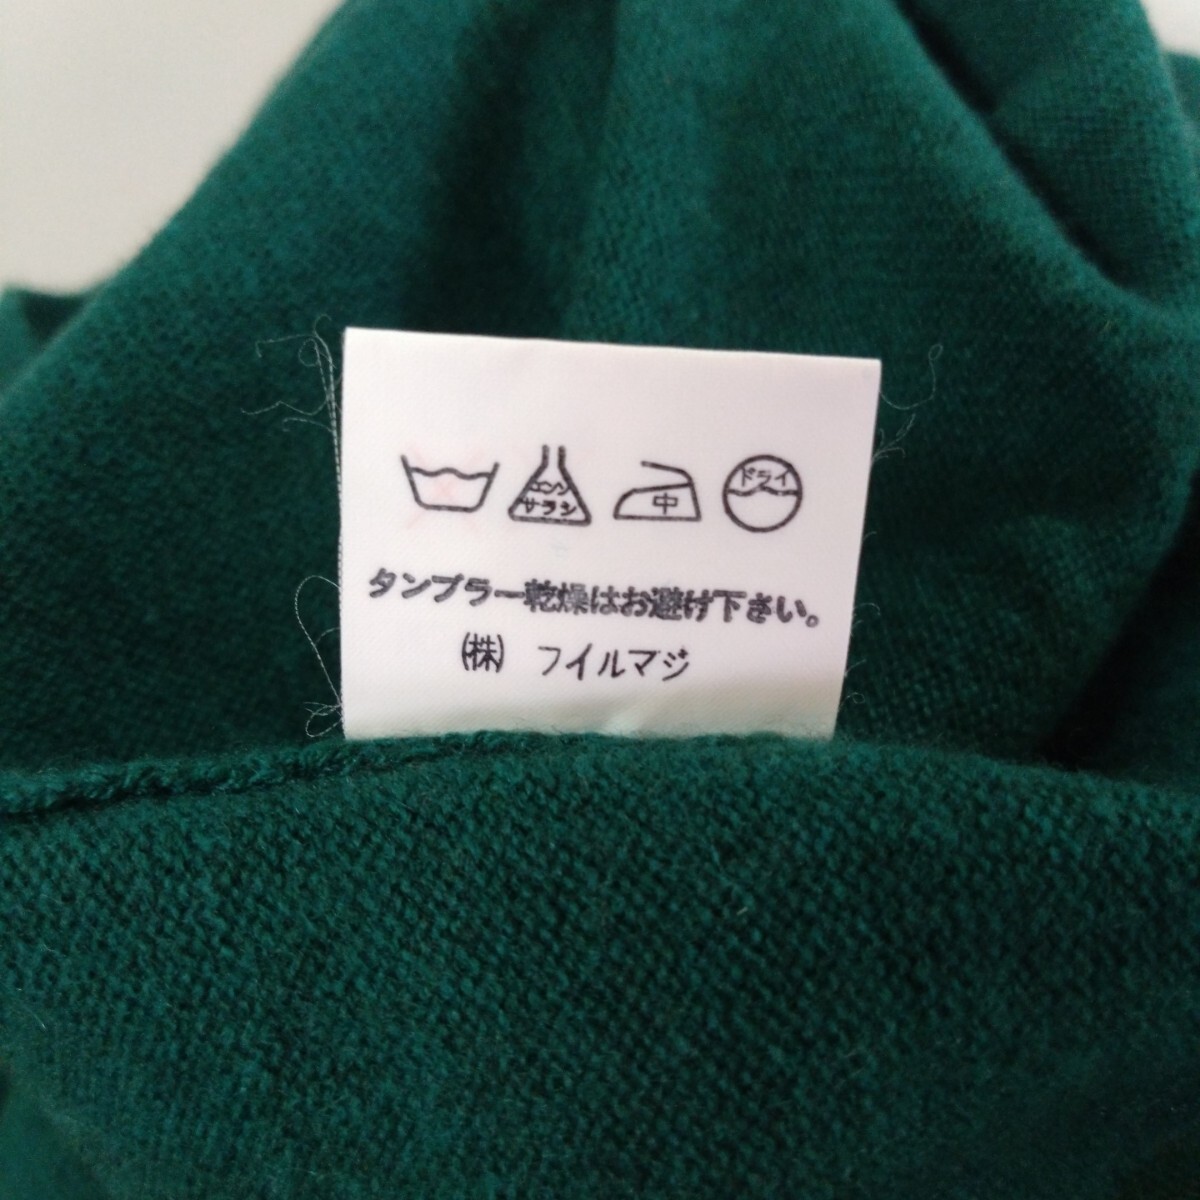 エンソ
サラシ
中
ドライ
タンブラー乾燥はお避け下さい。
㈱ フイルマジ